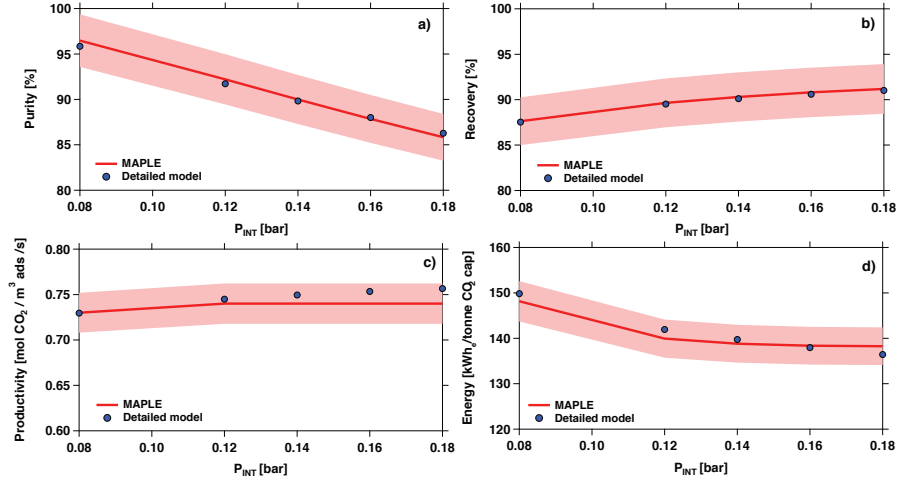 a)
100
95
90
85
80
Purity [%]
MAPLE
Detailed model
0.08 0.10 0.12 0.14 0.16 0.18
P_INT [bar]
b)
100
95
90
85
80
Recovery [%]
MAPLE
Detailed model
0.08 0.10 0.12 0.14 0.16 0.18
P_INT [bar]
c)
0.80
0.75
0.70
0.65
0.60
Productivity [mol CO₂ / m³ ads /s]
MAPLE
Detailed model
0.08 0.10 0.12 0.14 0.16 0.18
P_INT [bar]
d)
160
150
140
130
120
Energy [kWhₑ/tonne CO₂ cap]
MAPLE
Detailed model
0.08 0.10 0.12 0.14 0.16 0.18
P_INT [bar]